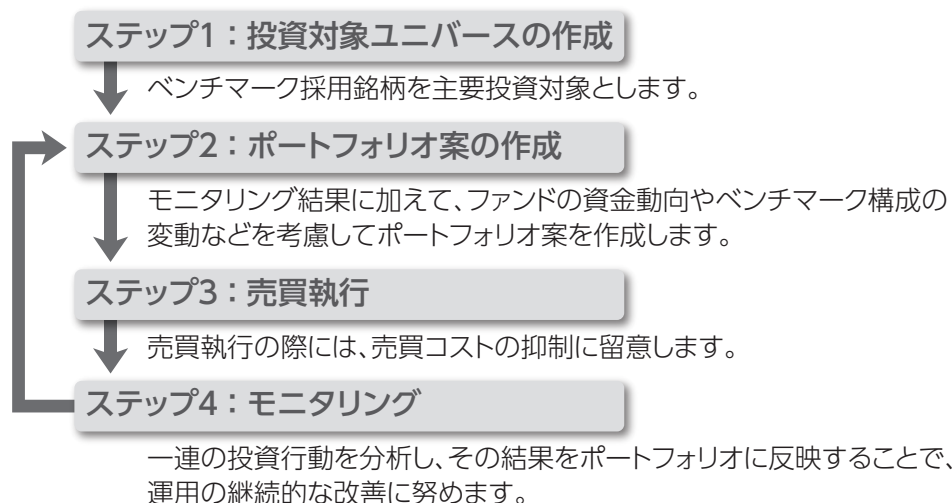 ステップ1：投資対象ユニバースの作成
ベンチマーク採用銘柄を主要投資対象とします。
ステップ2：ポートフォリオ案の作成
モニタリング結果に加えて、ファンドの資金動向やベンチマーク構成の
変動などを考慮してポートフォリオ案を作成します。
ステップ3：売買執行
売買執行の際には、売買コストの抑制に留意します。
ステップ4：モニタリング
一連の投資行動を分析し、その結果をポートフォリオに反映することで、
運用の継続的な改善に努めます。